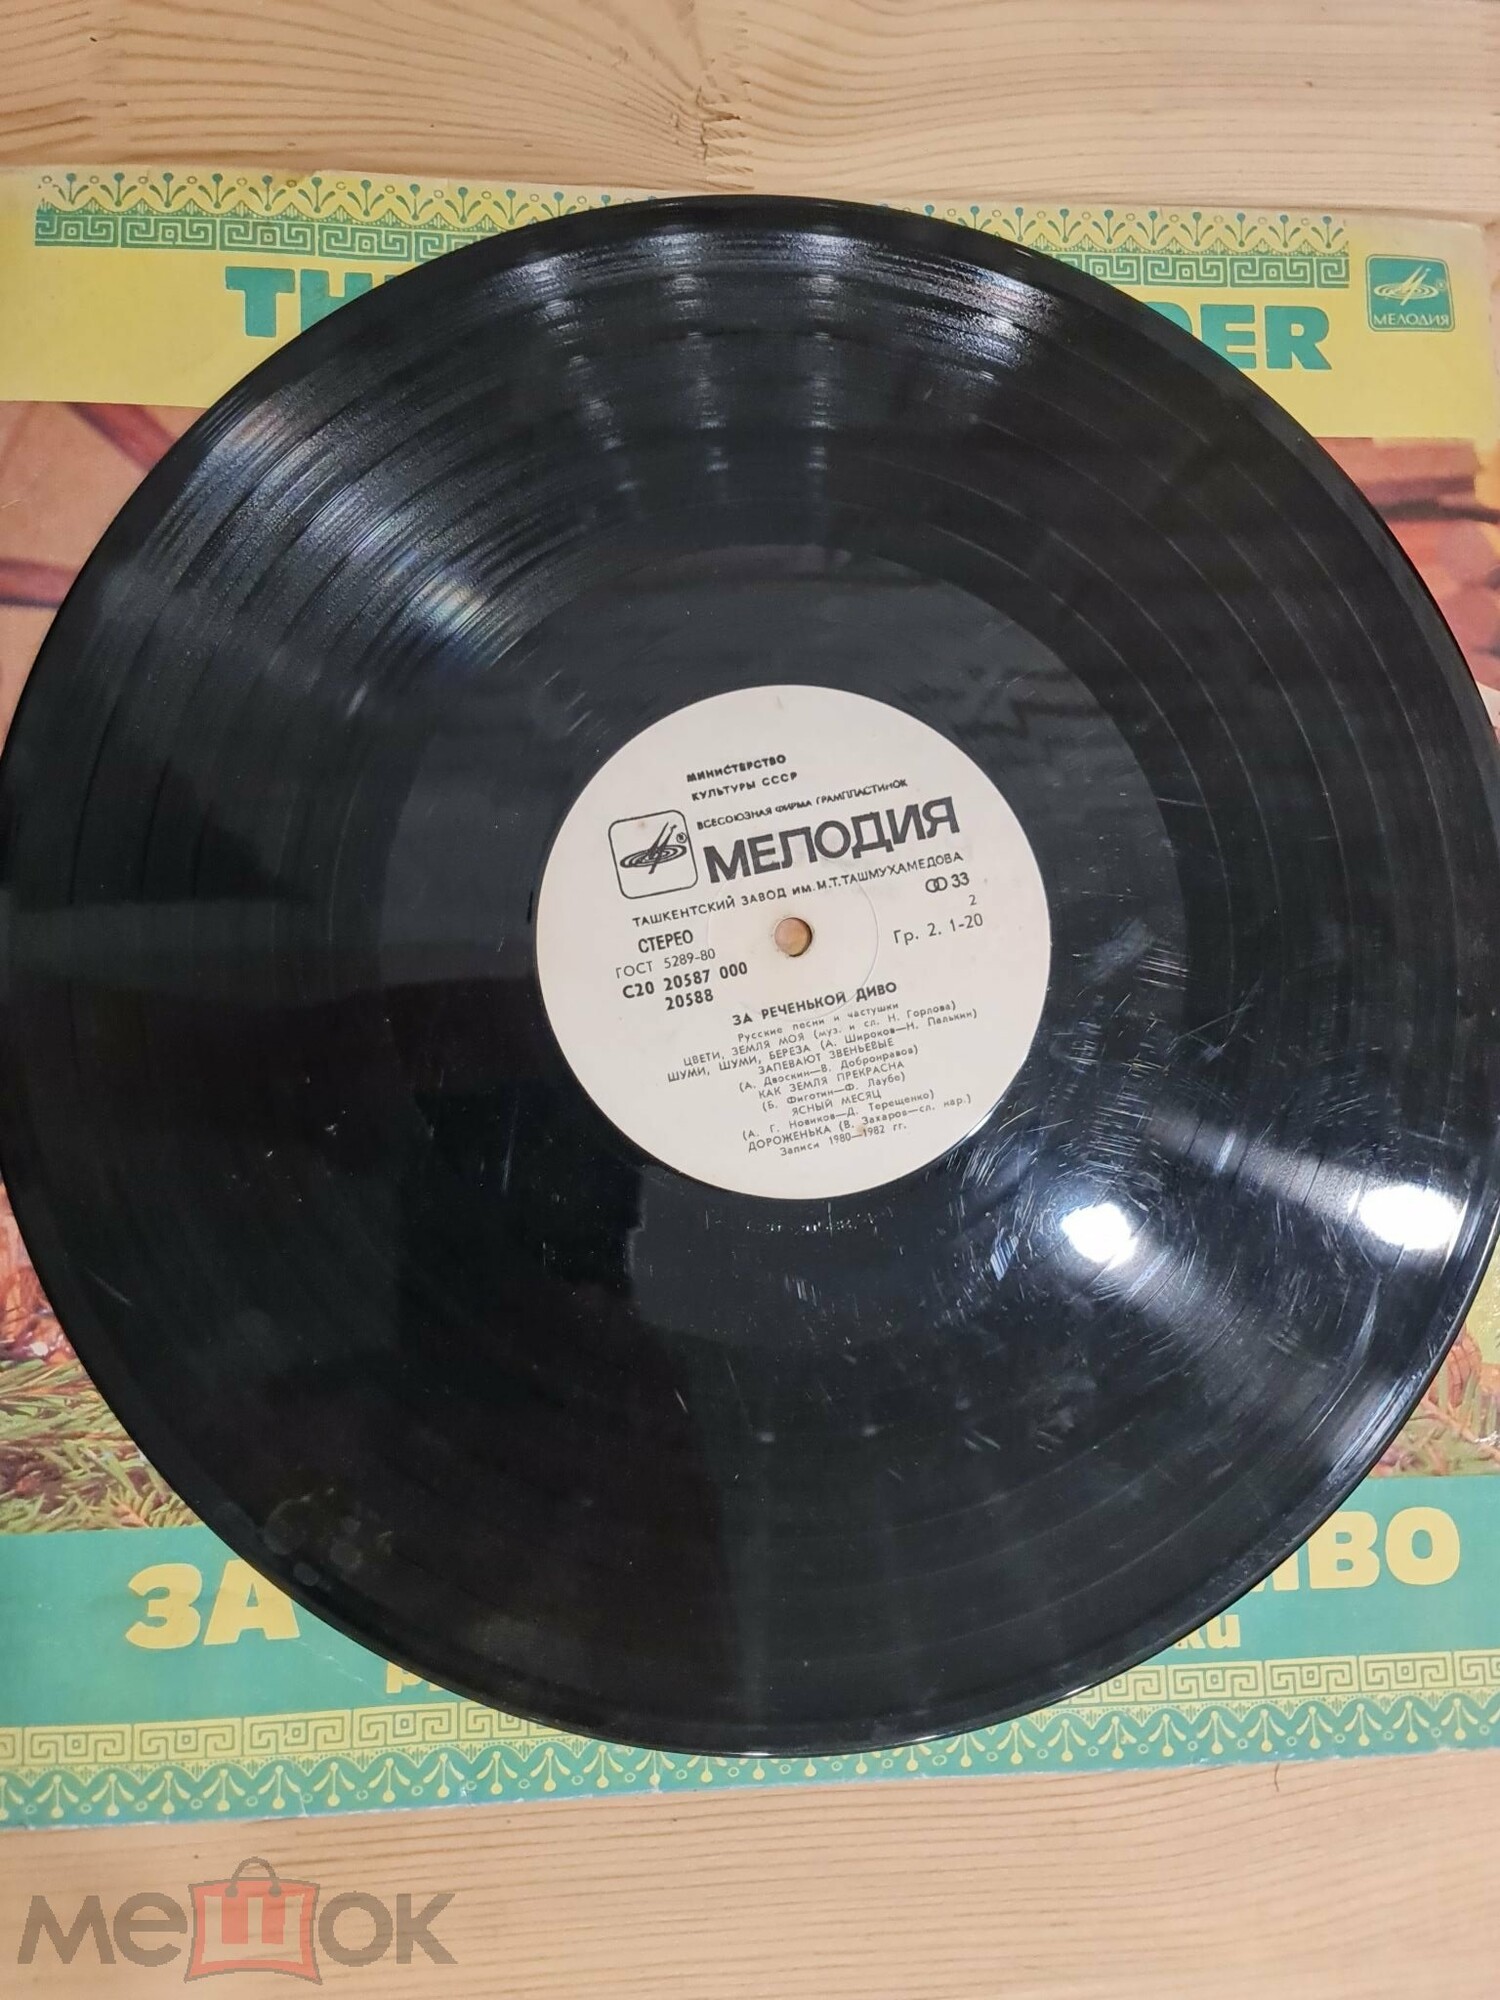 МЕЛОДИЯ
МИНИСТЕРСТВО
КУЛЬТУРЫ СССР
ВСЕСОЮЗНАЯ ФИРМА ГРАМПЛАСТИНОК
МЕЛОДИЯ
ТАШКЕНТСКИЙ ЗАВОД ИМ. М.Т.ТАШМУХАМЕДОВА
33
СТЕРЕО
2
ГОСТ 5289-80
Гр. 2. 1-20
С20 20587 000
20588
ЗА РЕЧЕНЬКОЙ ДИВО
Русские песни и частушки
ЦВЕТИ, ЗЕМЛЯ МОЯ (муз. и сл. Н. Горлова)
ШУМИ, ШУМИ, БЕРЕЗА (А. Широков—Н. Палькин)
ЗАПЕВАЮТ ЗВЕНЬЕВЫЕ
(А. Двоскин—В. Добронравов)
КАК ЗЕМЛЯ ПРЕКРАСНА
(Б. Фиготин—Ф. Лаубе)
ЯСНЫЙ МЕСЯЦ
(А. Г. Новиков—Д. Терещенко)
ДОРОЖЕНЬКА (В. Захаров—сл. нар.)
Записи 1980—1982 гг.
ЗА
мешок